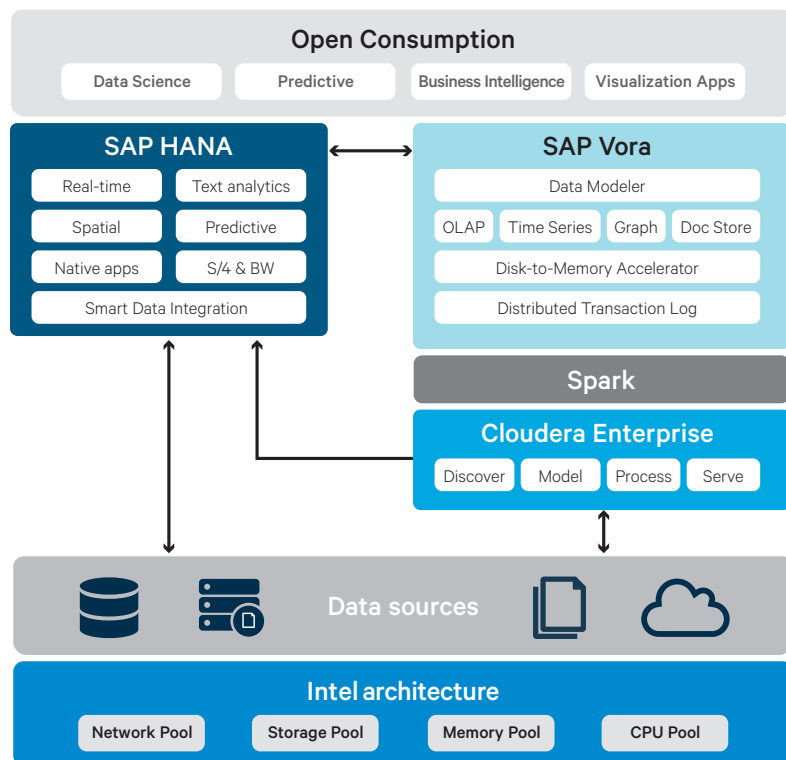 Open Consumption
Data Science
Predictive
Business Intelligence
Visualization Apps
SAP HANA
Real-time
Text analytics
Spatial
Predictive
Native apps
S/4 & BW
Smart Data Integration
SAP Vora
Data Modeler
OLAP
Time Series
Graph
Doc Store
Disk-to-Memory Accelerator
Distributed Transaction Log
Spark
Cloudera Enterprise
Discover
Model
Process
Serve
Data sources
Intel architecture
Network Pool
Storage Pool
Memory Pool
CPU Pool